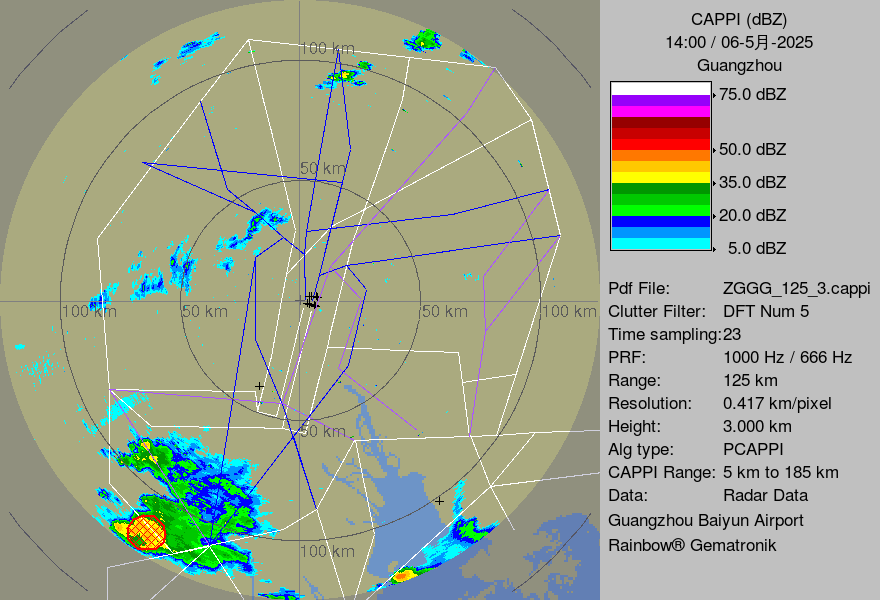 CAPPI (dBZ)
14:00 / 06-5月-2025
Guangzhou
75.0 dBZ
50.0 dBZ
35.0 dBZ
20.0 dBZ
5.0 dBZ
100 km
50 km
100 km
50 km
50 km
100 km
50 km
100 km
Pdf File: ZGGG_125_3.cappi
Clutter Filter: DFT Num 5
Time sampling:23
PRF: 1000 Hz / 666 Hz
Range: 125 km
Resolution: 0.417 km/pixel
Height: 3.000 km
Alg type: PCAPPI
CAPPI Range: 5 km to 185 km
Data: Radar Data
Guangzhou Baiyun Airport
Rainbow® Gematronik